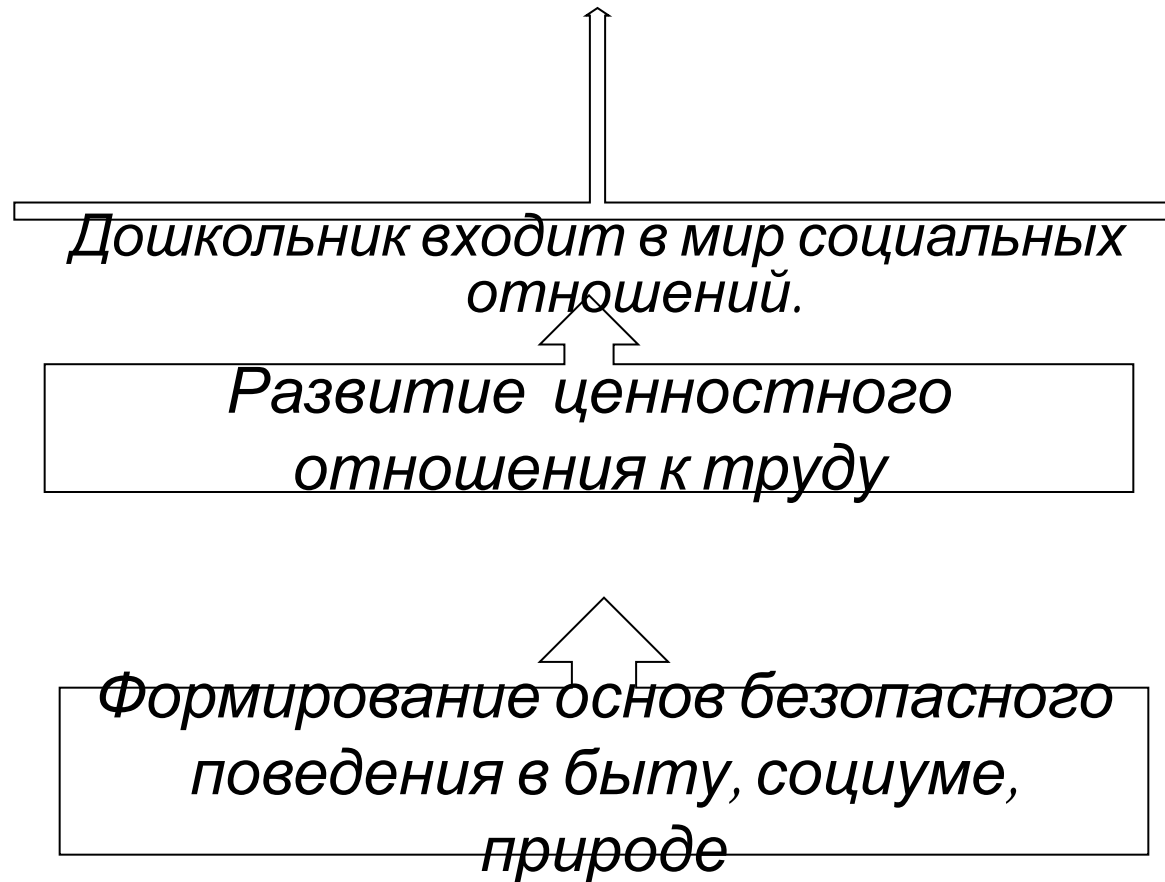 Дошкольник входит в мир социальных
отношений.
Развитие ценностного
отношения к труду
Формирование основ безопасного
поведения в быту, социуме,
природе